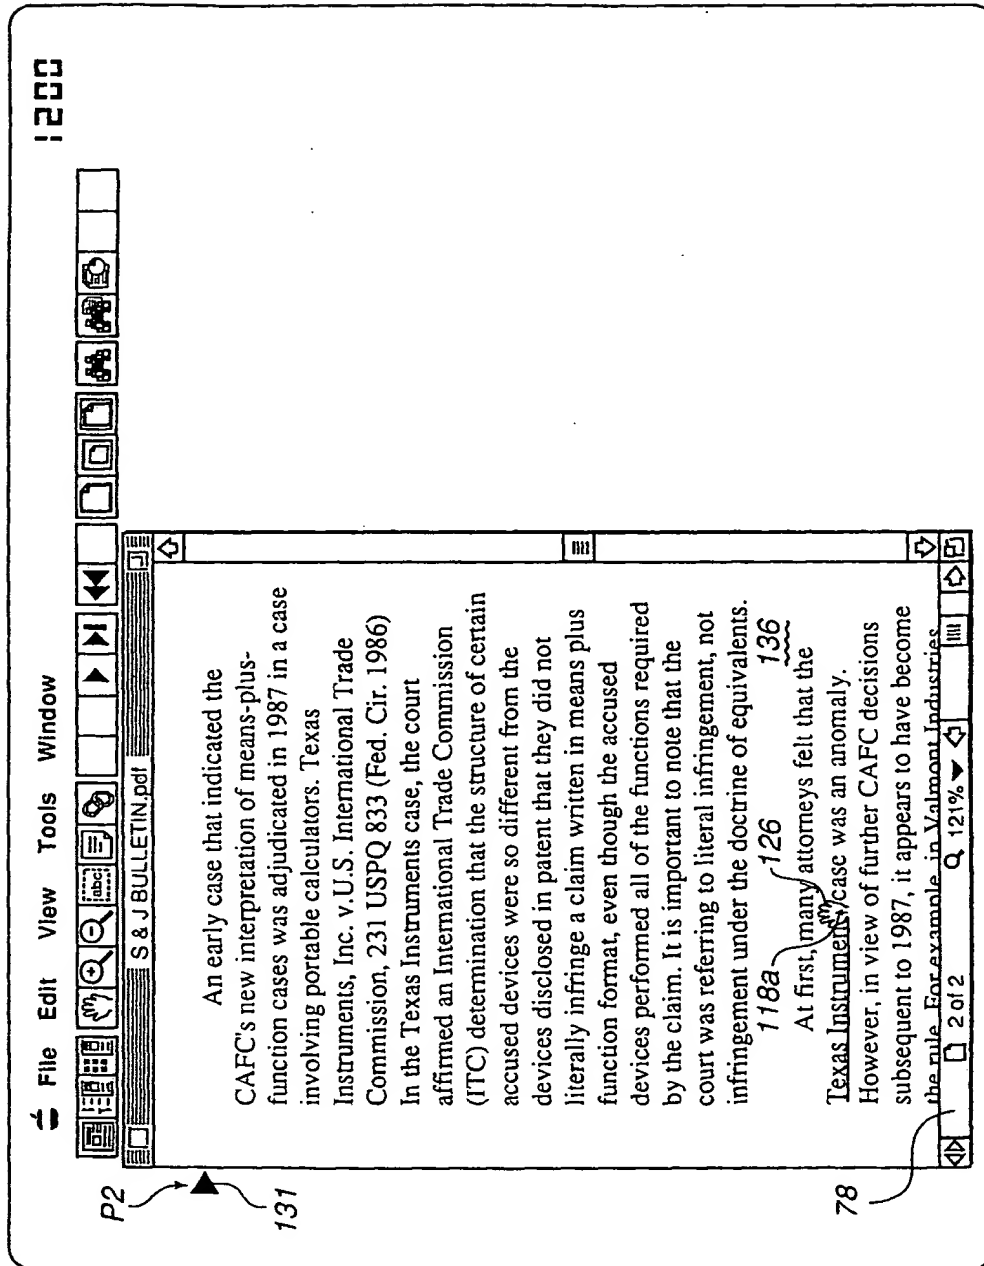 1200
File Edit View Tools Window
abc
S & J BULLETIN.pdf
P2
131
An early case that indicated the
CAFC's new interpretation of means-plus-
function cases was adjudicated in 1987 in a case
involving portable calculators. Texas
Instruments, Inc. v.U.S. International Trade
Commission, 231 USPQ 833 (Fed. Cir. 1986)
In the Texas Instruments case, the court
affirmed an International Trade Commission
(ITC) determination that the structure of certain
accused devices were so different from the
devices disclosed in patent that they did not
literally infringe a claim written in means plus
function format, even though the accused
devices performed all of the functions required
by the claim. It is important to note that the
court was referring to literal infringement, not
infringement under the doctrine of equivalents.
118a 126 136
At first, many attorneys felt that the
Texas Instruments case was an anomaly.
However, in view of further CAFC decisions
subsequent to 1987, it appears to have become
the rule. For example, in Valmont Industries
78
2 of 2 121%